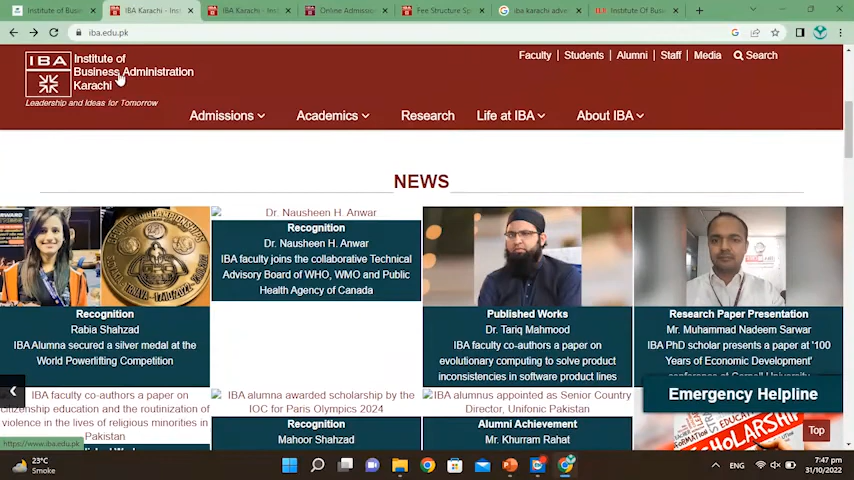 Institute of Busin
IBA Karachi - Inst
IBA Karachi - Inst
Online Admissio
Fee Structure Sp
iba karachi adve
Institute Of Busi
iba.edu.pk
IBA
Institute of
Business Administration
Karachi
Leadership and Ideas for Tomorrow
Faculty | Students | Alumni | Staff | Media
Search
Admissions
Academics
Research
Life at IBA
About IBA
NEWS
Recognition
Rabia Shahzad
IBA Alumna secured a silver medal at the
World Powerlifting Competition
Dr. Nausheen H. Anwar
Recognition
Dr. Nausheen H. Anwar
IBA faculty joins the collaborative Technical
Advisory Board of WHO, WMO and Public
Health Agency of Canada
Published Works
Dr. Tariq Mahmood
IBA faculty co-authors a paper on
evolutionary computing to solve product
inconsistencies in software product lines
Research Paper Presentation
Mr. Muhammad Nadeem Sarwar
IBA PhD scholar presents a paper at '100
Years of Economic Development'
conference at Cornell University
Emergency Helpline
IBA faculty co-authors a paper on
citizenship education and the routinization of
violence in the lives of religious minorities in
Pakistan
IBA alumna awarded scholarship by the
IOC for Paris Olympics 2024
Recognition
Mahoor Shahzad
IBA alumnus appointed as Senior Country
Director, Unifonic Pakistan
Alumni Achievement
Mr. Khurram Rahat
SCHOLARSHIP
EDUCATION
Top
https://www.iba.edu.pk
23°C
Smoke
ENG
7:47 pm
31/10/2022